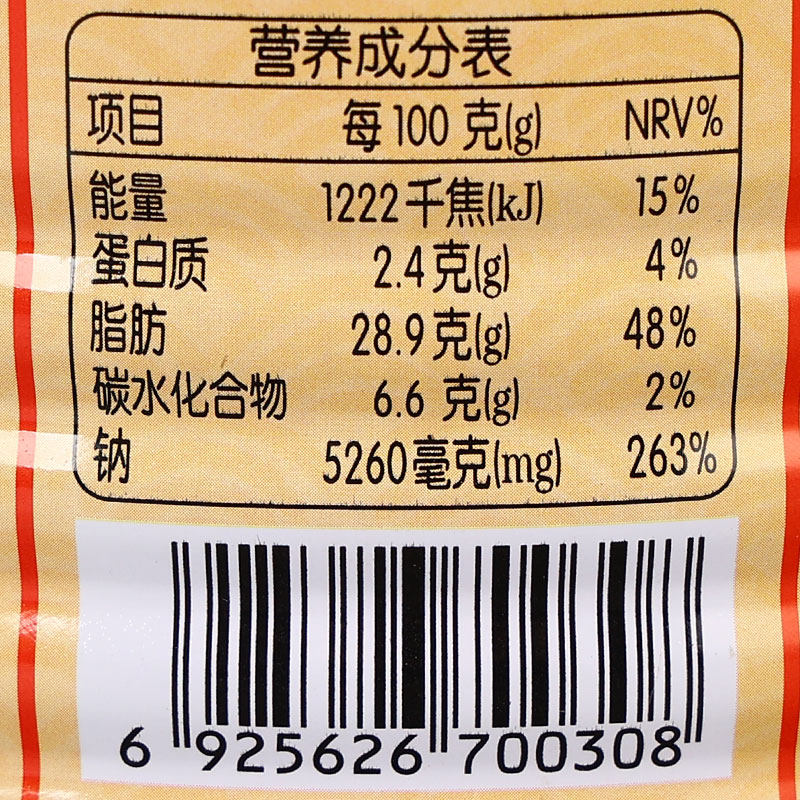 营养成分表
项目 每100 克(g) NRV%
能量 1222千焦(kJ) 15%
蛋白质 2.4克(g) 4%
脂肪 28.9克(g) 48%
碳水化合物 6.6 克(g) 2%
钠 5260毫克(mg) 263%
6 925626 700308